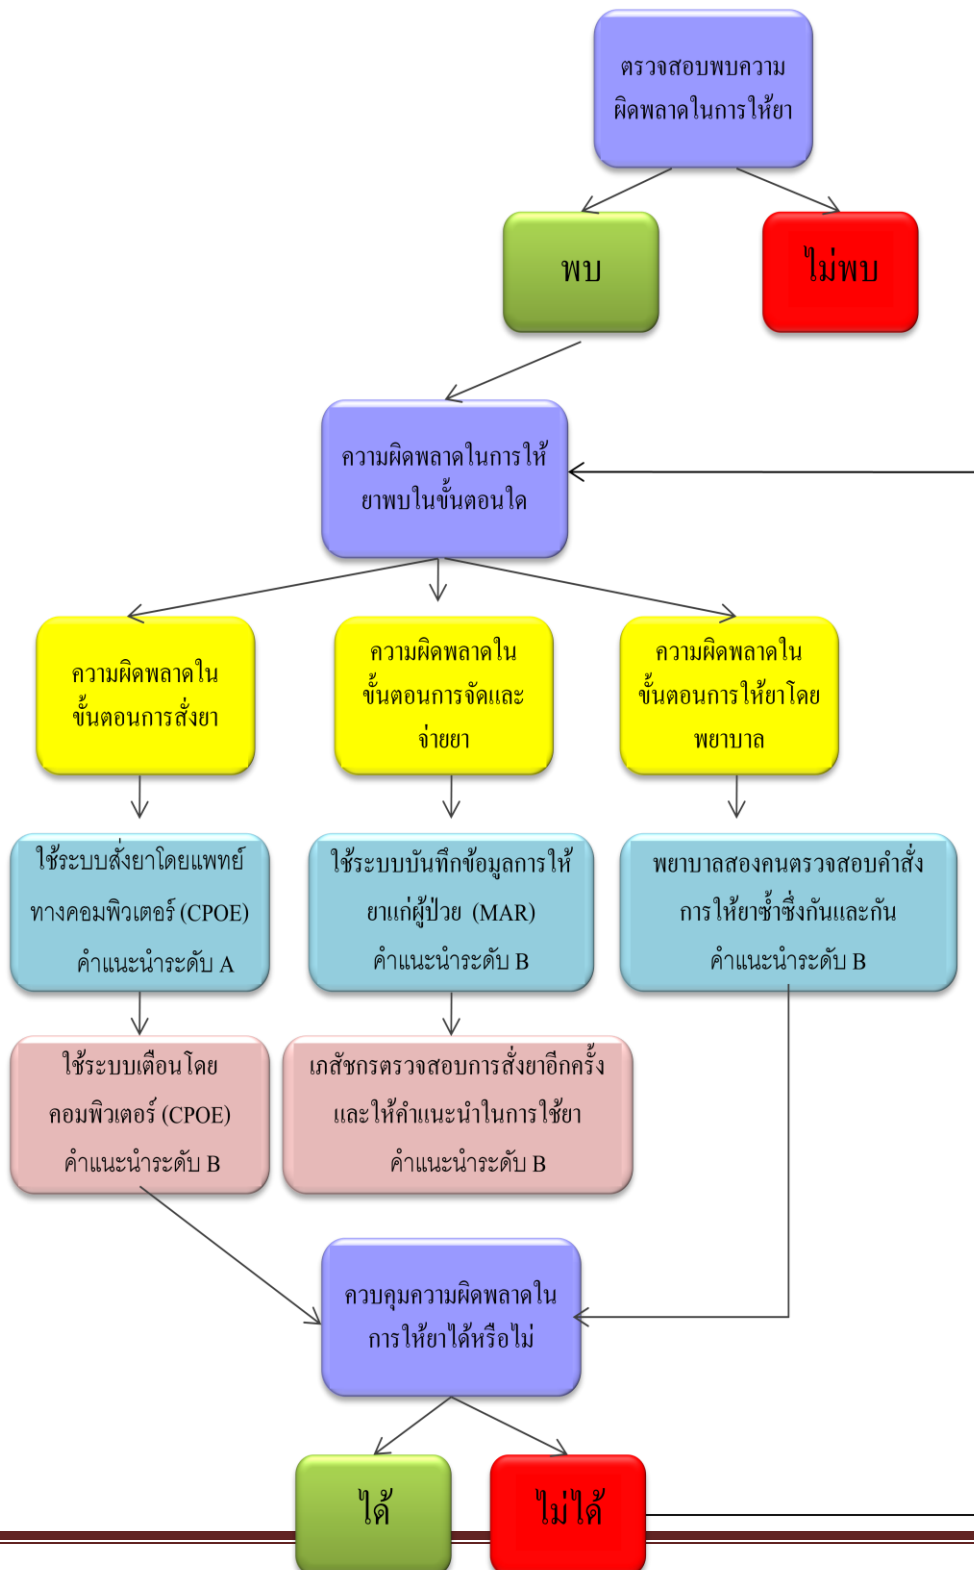 ตรวจสอบพบความ
ผิดพลาดในการให้ยา
พบ
ไม่พบ
ความผิดพลาดในการให้
ยาพบในขั้นตอนใด
ความผิดพลาดใน
ขั้นตอนการสั่งยา
ความผิดพลาดใน
ขั้นตอนการจัดและ
จ่ายยา
ความผิดพลาดใน
ขั้นตอนการให้ยาโดย
พยาบาล
ใช้ระบบสั่งยาโดยแพทย์
ทางคอมพิวเตอร์ (CPOE)
คำแนะนำระดับ A
ใช้ระบบบันทึกข้อมูลการให้
ยาแก่ผู้ป่วย (MAR)
คำแนะนำระดับ B
พยาบาลสองคนตรวจสอบคำสั่ง
การให้ยาซ้ำซึ่งกันและกัน
คำแนะนำระดับ B
ใช้ระบบเตือนโดย
คอมพิวเตอร์ (CPOE)
คำแนะนำระดับ B
เภสัชกรตรวจสอบการสั่งยาอีกครั้ง
และให้คำแนะนำในการใช้ยา
คำแนะนำระดับ B
ควบคุมความผิดพลาดใน
การให้ยาได้หรือไม่
ได้
ไม่ได้